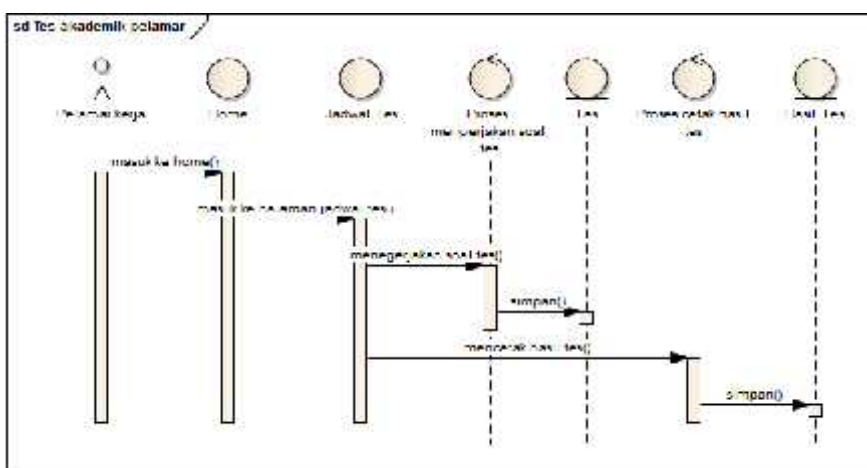 sd Tes akademik pelamar
Pelamar kerja
Home
Jadwal Tes
Proses
mengerjakan soal
tes
Tes
Proses cetak hasil
tes
Hasil Tes
masuk ke home()
masuk ke halaman jadwal tes()
menegerjakan soal tes()
simpan()
mencetak hasil tes()
simpan()